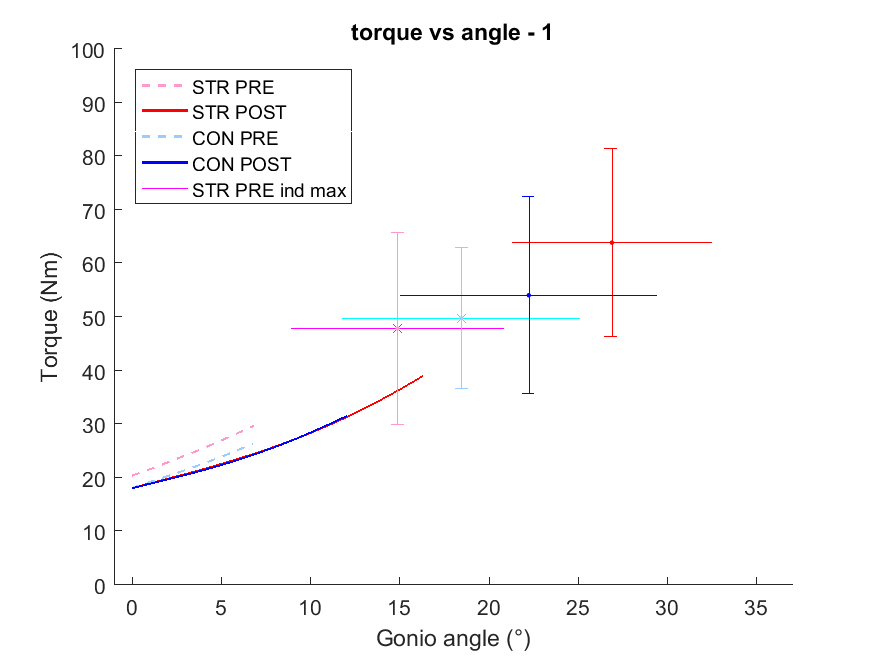 torque vs angle - 1
STR PRE
STR POST
CON PRE
CON POST
STR PRE ind max
Torque (Nm)
100
90
80
70
60
50
40
30
20
10
0
0 5 10 15 20 25 30 35
Gonio angle (°)